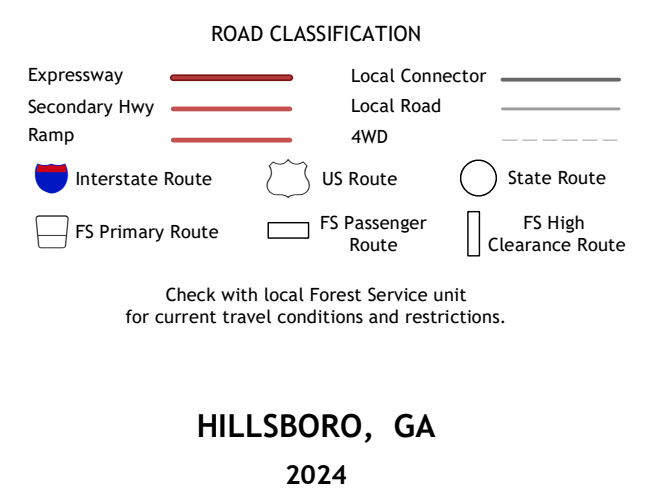 ROAD CLASSIFICATION
Expressway
Local Connector
Secondary Hwy
Local Road
Ramp
4WD
Interstate Route
US Route
State Route
FS Primary Route
FS Passenger
Route
FS High
Clearance Route
Check with local Forest Service unit
for current travel conditions and restrictions.
HILLSBORO, GA
2024